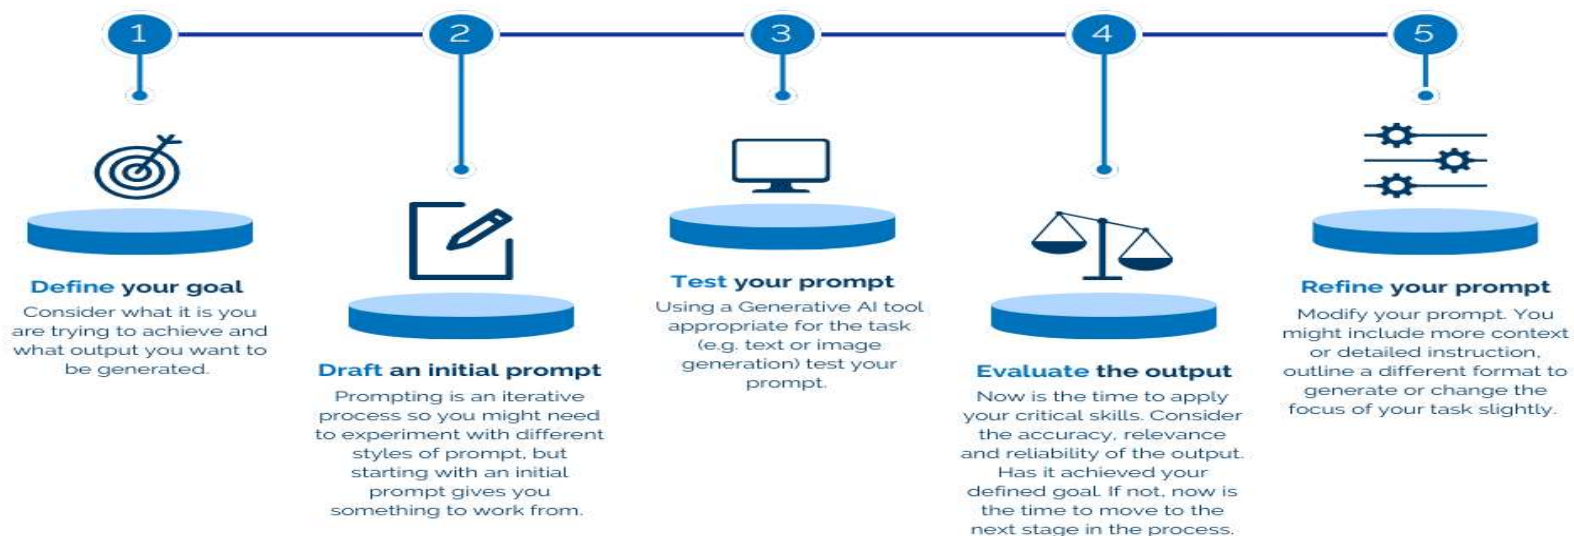 1
2
3
4
5
Define your goal
Consider what it is you
are trying to achieve and
what output you want to
be generated.
Draft an initial prompt
Prompting is an iterative
process so you might need
to experiment with different
styles of prompt, but
starting with an initial
prompt gives you
something to work from.
Test your prompt
Using a Generative AI tool
appropriate for the task
(e.g. text or image
generation) test your
prompt.
Evaluate the output
Now is the time to apply
your critical skills. Consider
the accuracy, relevance
and reliability of the output.
Has it achieved your
defined goal. If not, now is
the time to move to the
next stage in the process.
Refine your prompt
Modify your prompt. You
might include more context
or detailed instruction,
outline a different format to
generate or change the
focus of your task slightly.